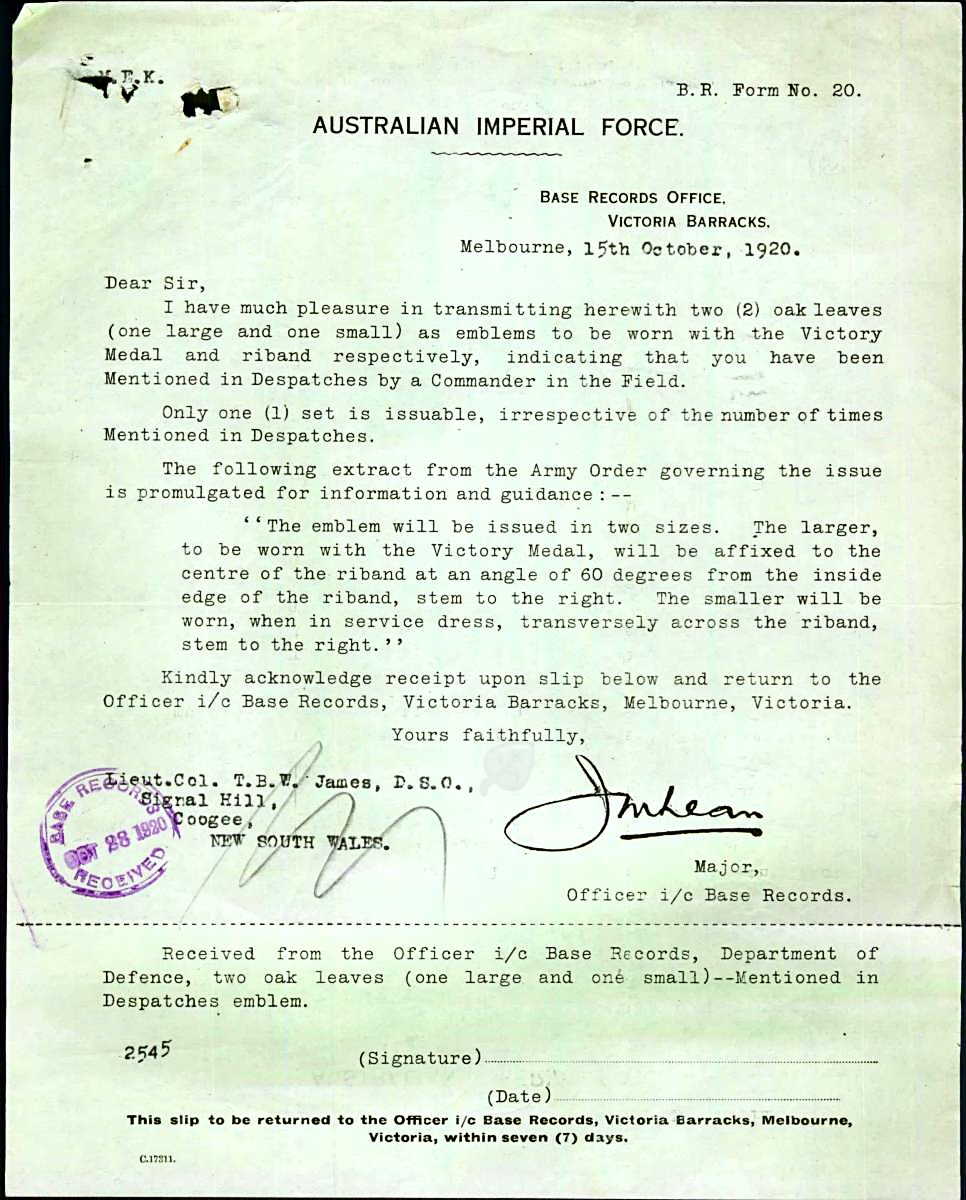 M.E.K.
B.R. Form No. 20.
AUSTRALIAN IMPERIAL FORCE.
BASE RECORDS OFFICE,
VICTORIA BARRACKS.
Melbourne, 15th October, 1920.
Dear Sir,
I have much pleasure in transmitting herewith two (2) oak leaves
(one large and one small) as emblems to be worn with the Victory
Medal and riband respectively, indicating that you have been
Mentioned in Despatches by a Commander in the Field.
Only one (1) set is issuable, irrespective of the number of times
Mentioned in Despatches.
The following extract from the Army Order governing the issue
is promulgated for information and guidance:--
‘‘The emblem will be issued in two sizes. The larger,
to be worn with the Victory Medal, will be affixed to the
centre of the riband at an angle of 60 degrees from the inside
edge of the riband, stem to the right. The smaller will be
worn, when in service dress, transversely across the riband,
stem to the right.’’
Kindly acknowledge receipt upon slip below and return to the
Officer i/c Base Records, Victoria Barracks, Melbourne, Victoria.
Yours faithfully,
Lieut.Col. T.B.W. James, D.S.O.,
Signal Hill,
Coogee,
NEW SOUTH WALES.
BASE RECORDS
OCT 28 1920
RECEIVED
JMLean
Major,
Officer i/c Base Records.
Received from the Officer i/c Base Records, Department of
Defence, two oak leaves (one large and one small)--Mentioned in
Despatches emblem.
2545
(Signature)
(Date)
This slip to be returned to the Officer i/c Base Records, Victoria Barracks, Melbourne,
Victoria, within seven (7) days.
C.17311.